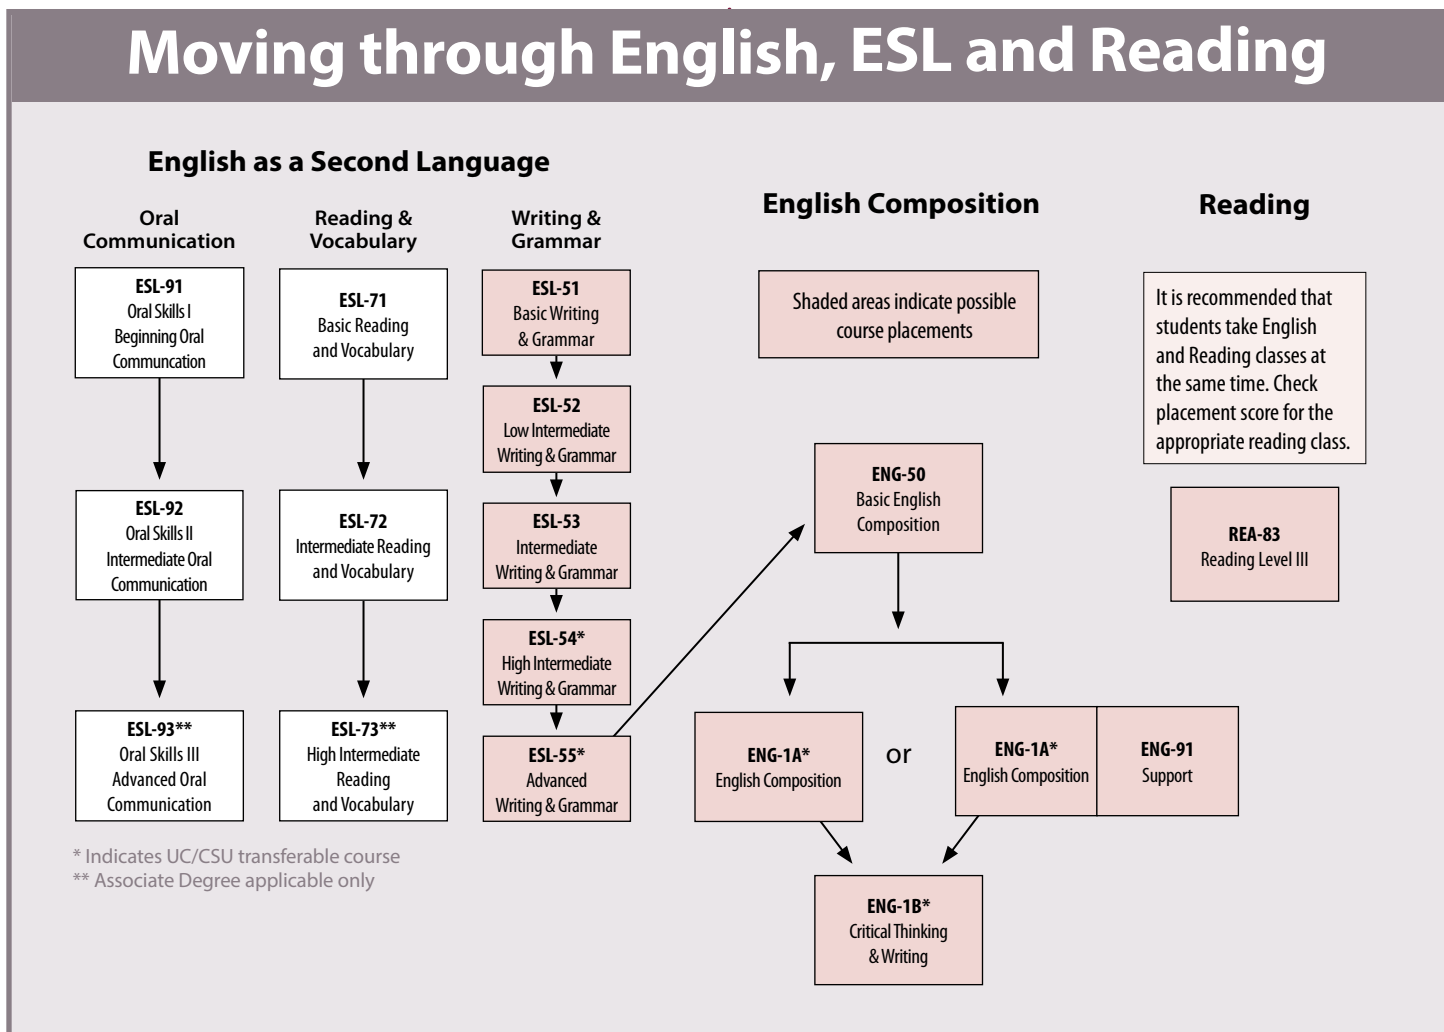 Moving through English, ESL and Reading
English as a Second Language
Oral
Communication
ESL-91
Oral Skills I
Beginning Oral
Communcation
ESL-92
Oral Skills II
Intermediate Oral
Communication
ESL-93**
Oral Skills III
Advanced Oral
Communication
Reading &
Vocabulary
ESL-71
Basic Reading
and Vocabulary
ESL-72
Intermediate Reading
and Vocabulary
ESL-73**
High Intermediate
Reading
and Vocabulary
Writing &
Grammar
ESL-51
Basic Writing
& Grammar
ESL-52
Low Intermediate
Writing & Grammar
ESL-53
Intermediate
Writing & Grammar
ESL-54*
High Intermediate
Writing & Grammar
ESL-55*
Advanced
Writing & Grammar
* Indicates UC/CSU transferable course
** Associate Degree applicable only
English Composition
Shaded areas indicate possible
course placements
ENG-50
Basic English
Composition
ENG-1A*
English Composition
or
ENG-1A*
English Composition
ENG-91
Support
ENG-1B*
Critical Thinking
& Writing
Reading
It is recommended that
students take English
and Reading classes at
the same time. Check
placement score for the
appropriate reading class.
REA-83
Reading Level III